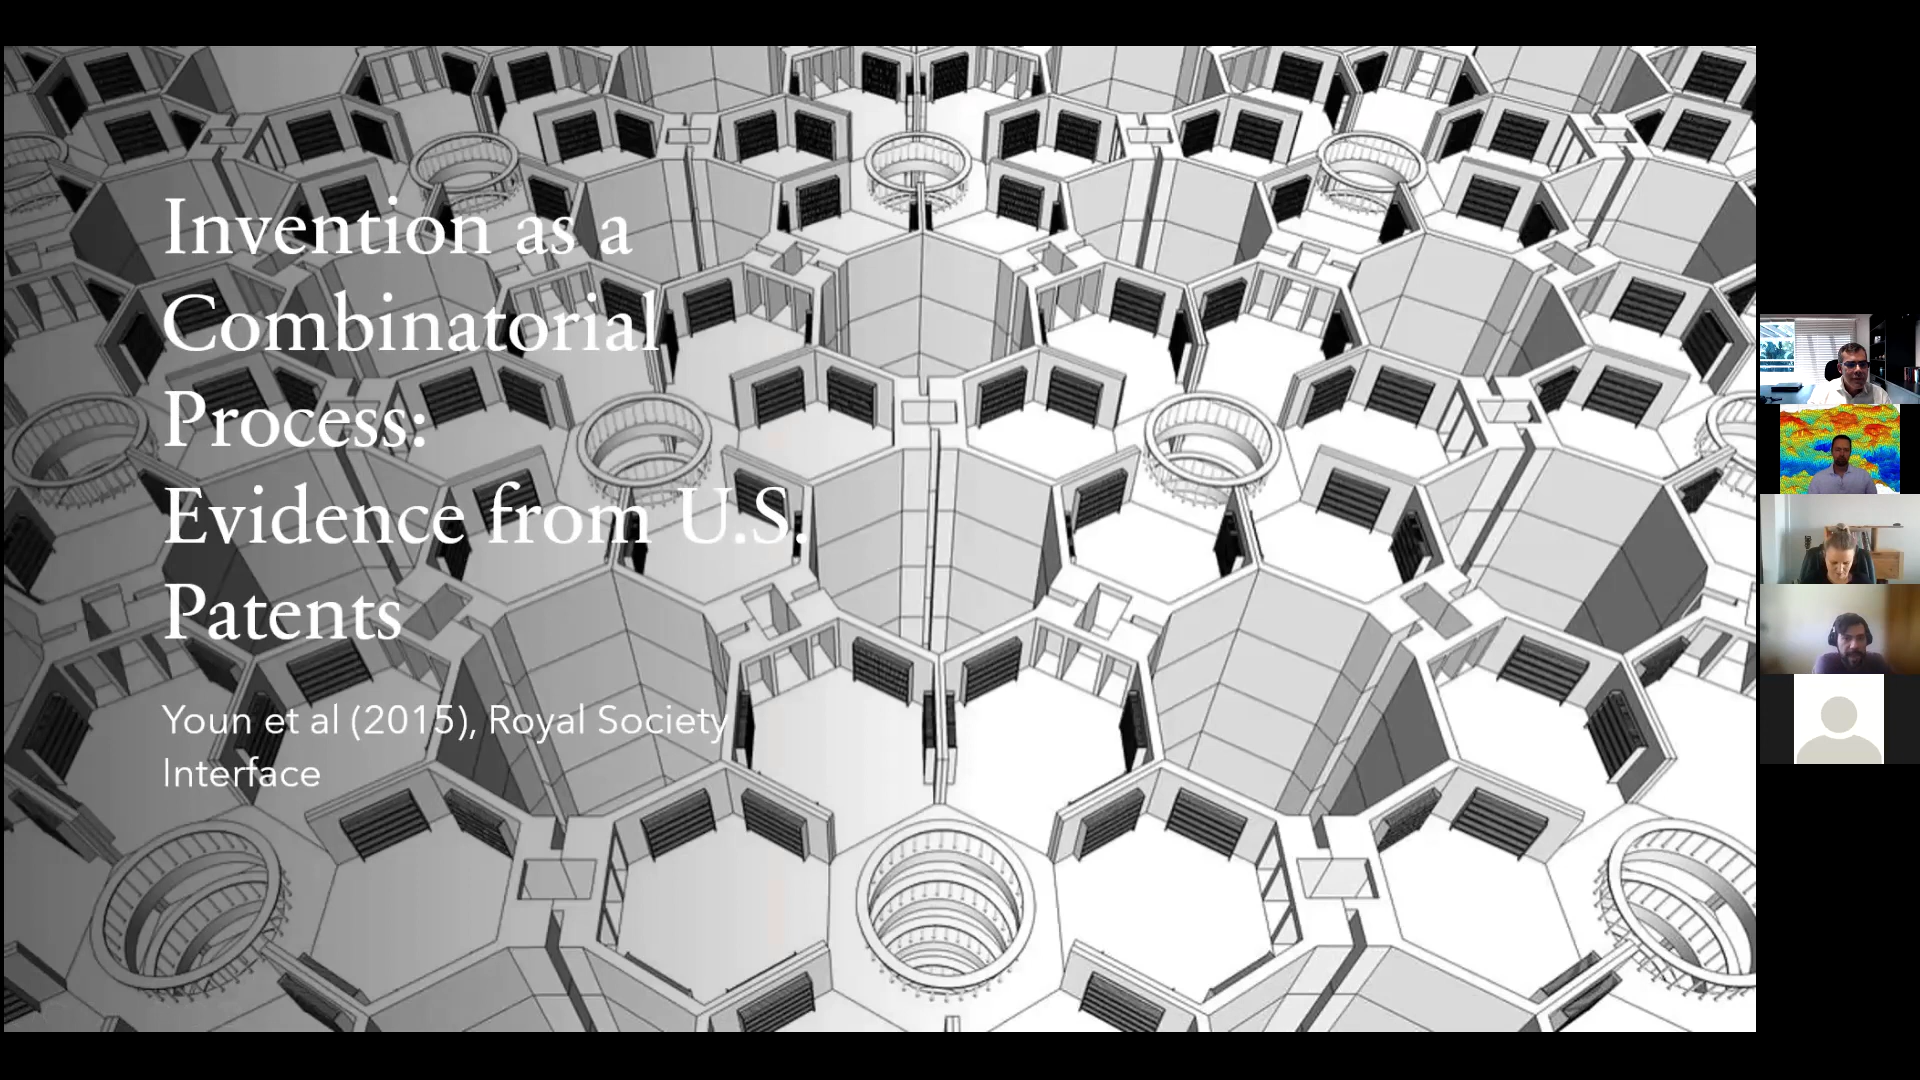 Invention as a
Combinatorial
Process:
Evidence from U.S.
Patents
Youn et al (2015), Royal Society
Interface